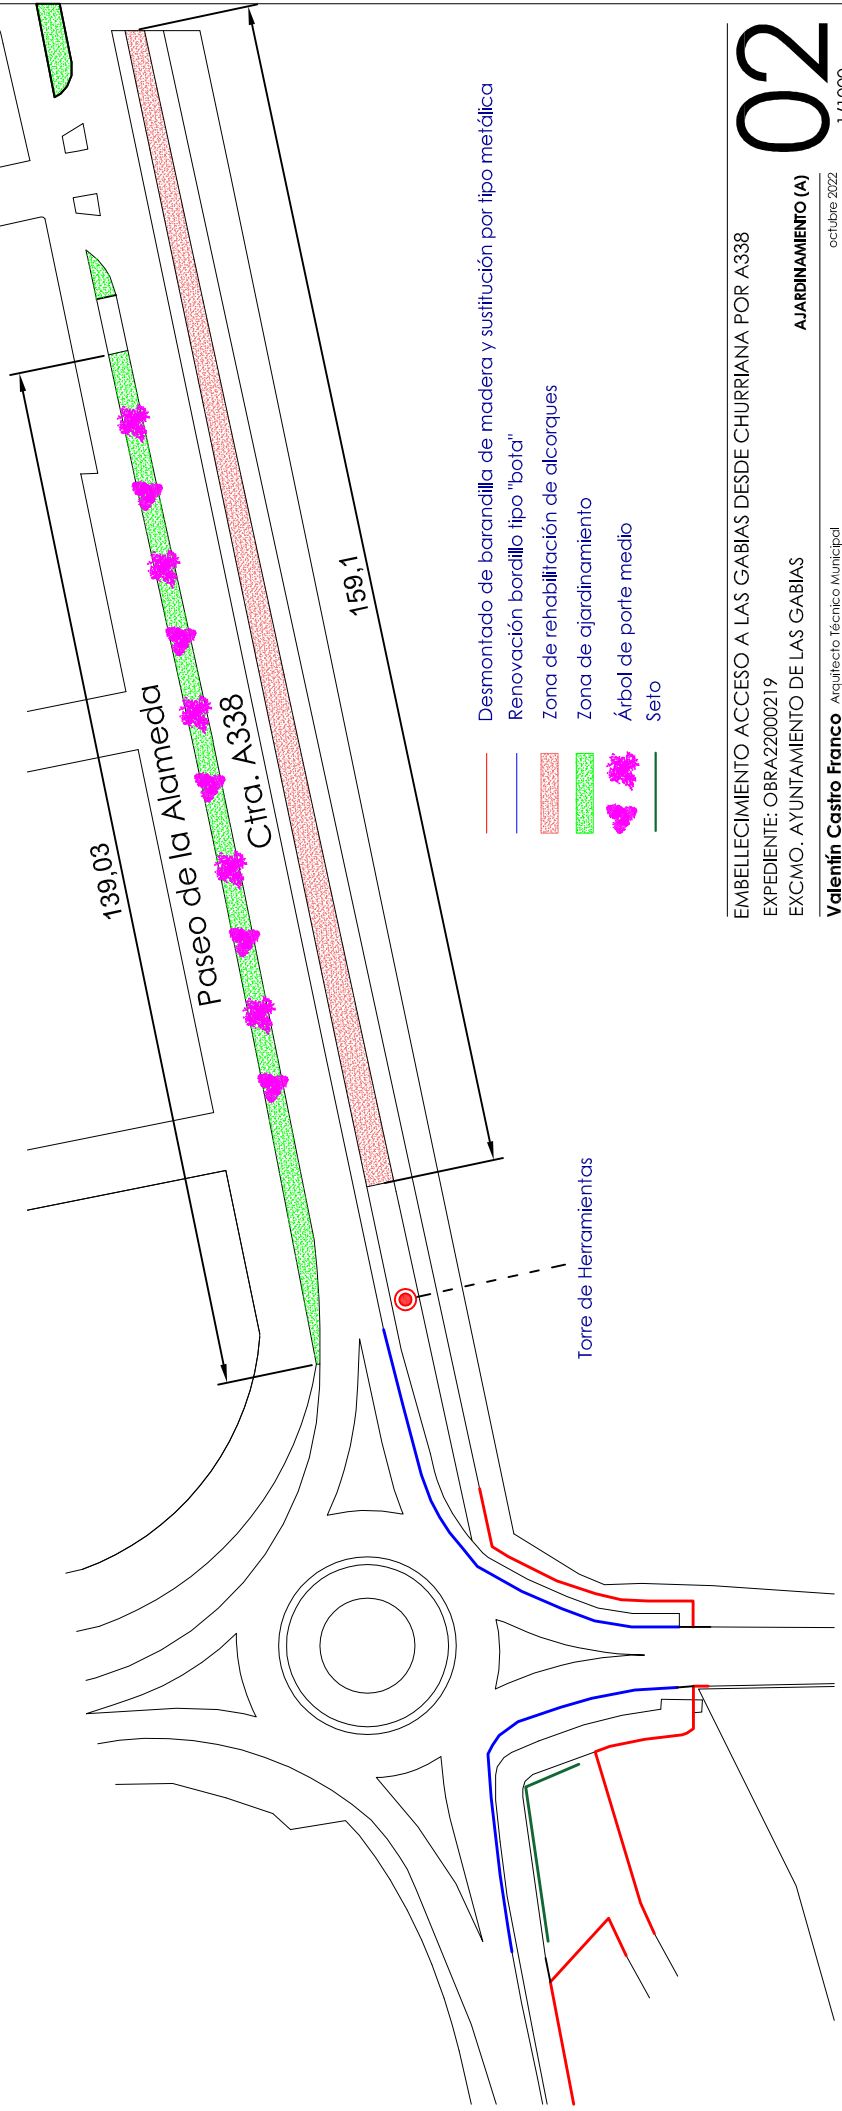 139,03
Paseo de la Alameda
Ctra. A338
159,1
Desmontado de barandilla de madera y sustitución por tipo metálica
Renovación bordillo tipo "bota"
Zona de rehabilitación de alcorques
Zona de ajardinamiento
Árbol de porte medio
Seto
Torre de Herramientas
EMBELLECIMIENTO ACCESO A LAS GABIAS DESDE CHURRIANA POR A338
EXPEDIENTE: OBRA22000219
EXCMO. AYUNTAMIENTO DE LAS GABIAS
AJARDINAMIENTO (A)
02
Valentín Castro Franco Arquitecto Técnico Municipal
octubre 2022